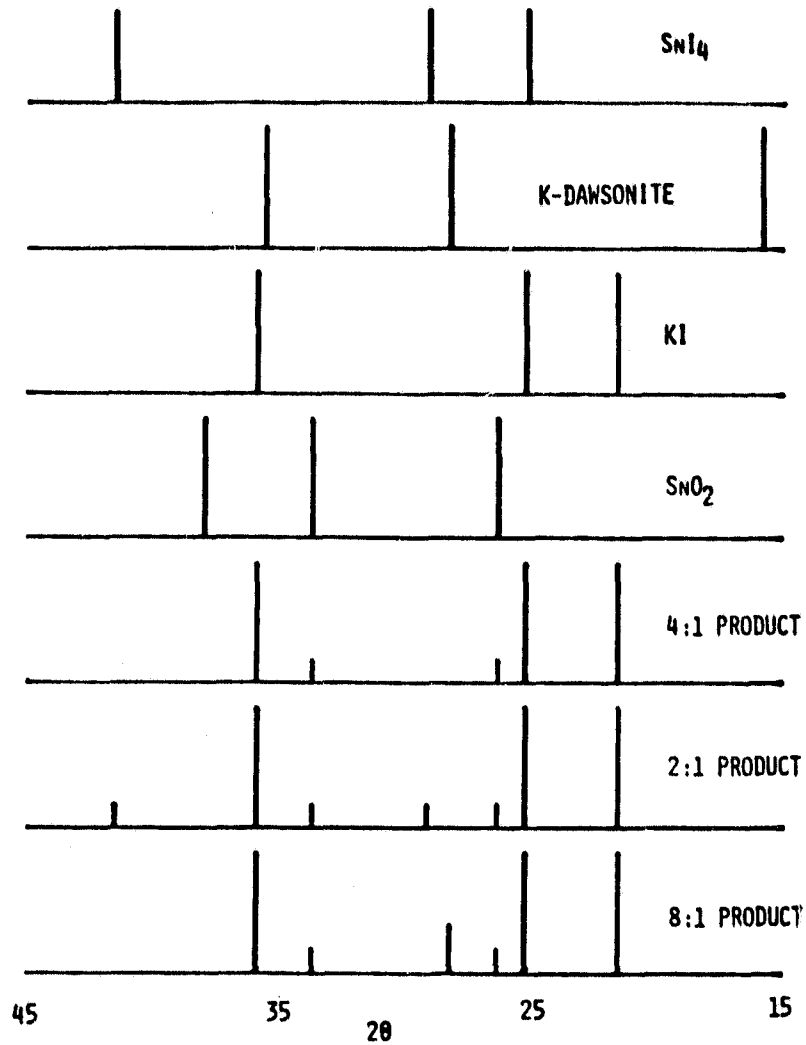 SnI4
K-DAWSONITE
KI
SnO2
4:1 PRODUCT
2:1 PRODUCT
8:1 PRODUCT
45 35 25 15
2θ